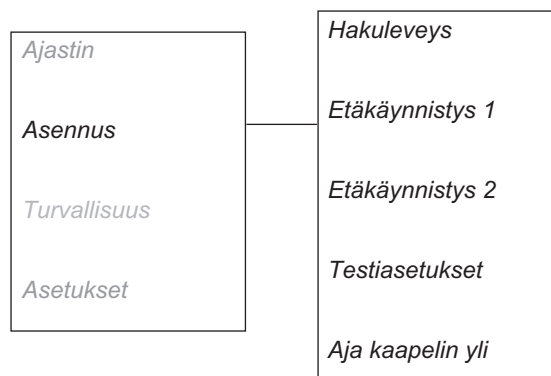 Ajastin
Asennus
Turvallisuus
Asetukset
Hakuleveys
Etäkäynnistys 1
Etäkäynnistys 2
Testiasetukset
Aja kaapelin yli